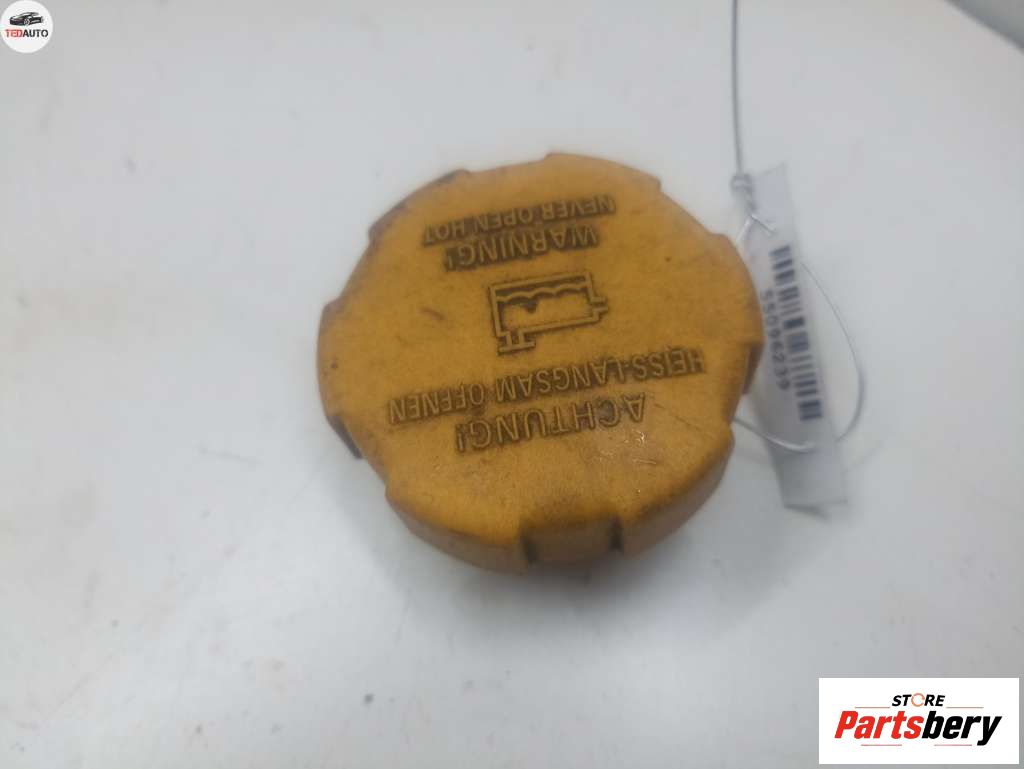 TEDAUTO
ACHTUNG!
HEISS-LANGSAM ÖFFNEN
WARNING!
NEVER OPEN HOT
55096239
STORE
Partsbery